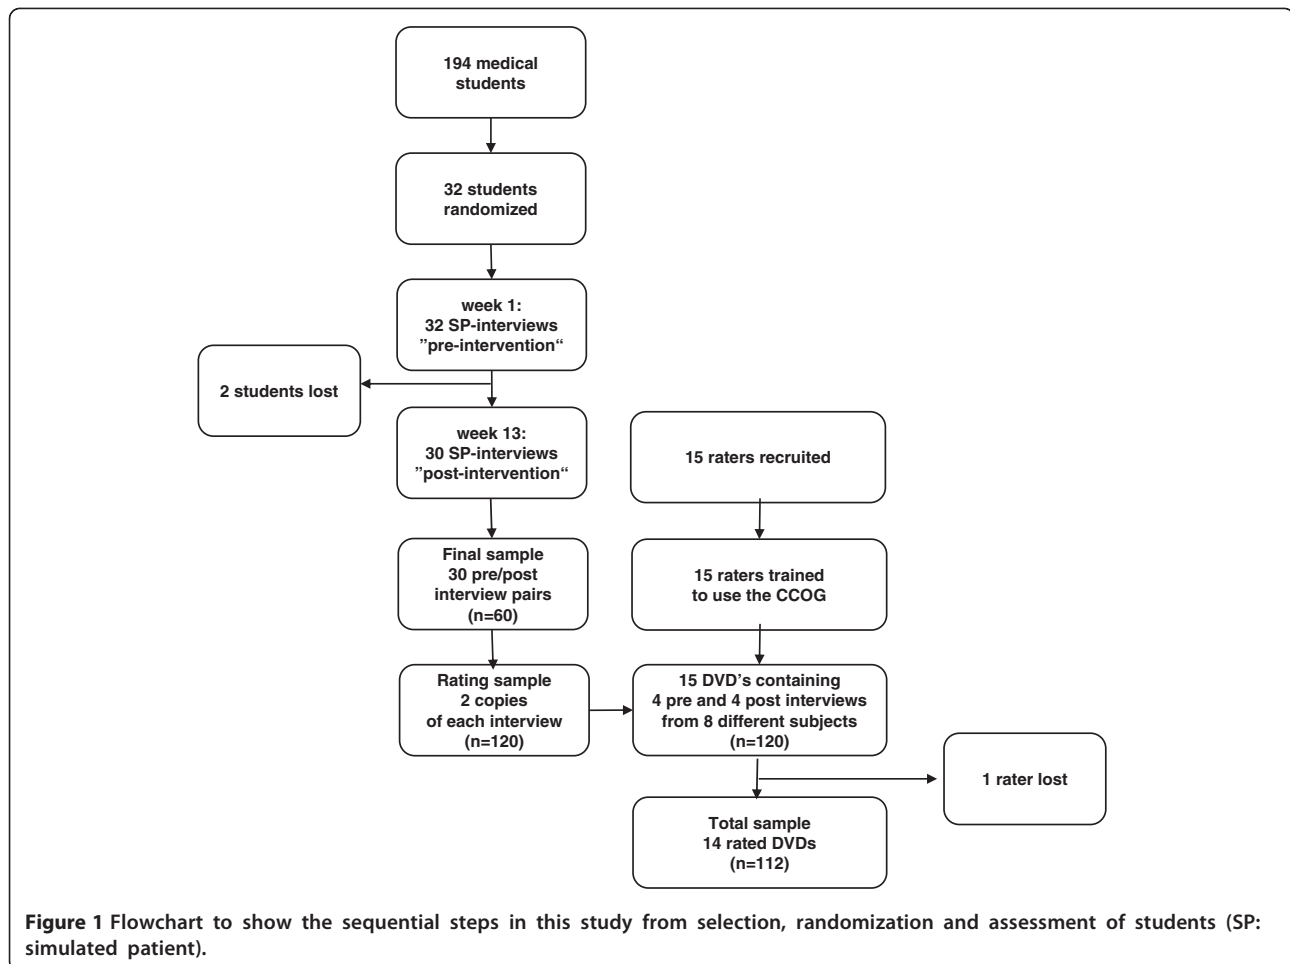 194 medical
students
32 students
randomized
week 1:
32 SP-interviews
”pre-intervention“
2 students lost
week 13:
30 SP-interviews
”post-intervention“
15 raters recruited
Final sample
30 pre/post
interview pairs
(n=60)
15 raters trained
to use the CCOG
Rating sample
2 copies
of each interview
(n=120)
15 DVD’s containing
4 pre and 4 post interviews
from 8 different subjects
(n=120)
1 rater lost
Total sample
14 rated DVDs
(n=112)
Figure 1 Flowchart to show the sequential steps in this study from selection, randomization and assessment of students (SP:
simulated patient).